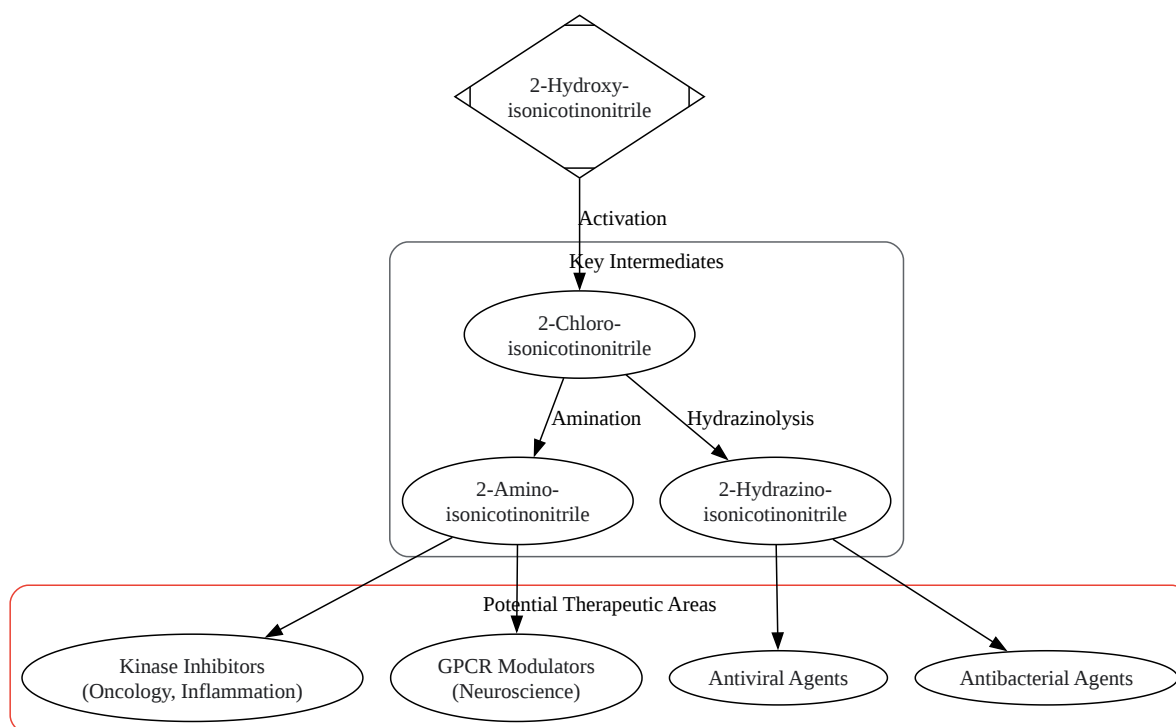 2-Hydroxy-
isonicotinonitrile
Activation
Key Intermediates
2-Chloro-
isonicotinonitrile
Amination
Hydrazinolysis
2-Amino-
isonicotinonitrile
2-Hydrazino-
isonicotinonitrile
Potential Therapeutic Areas
Kinase Inhibitors
(Oncology, Inflammation)
GPCR Modulators
(Neuroscience)
Antiviral Agents
Antibacterial Agents